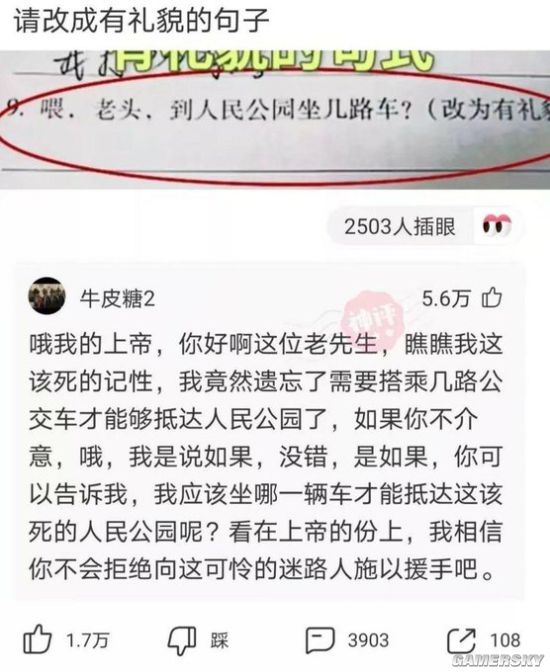 请改成有礼貌的句子
有礼貌的句式
9. 喂，老头，到人民公园坐几路车？（改为有礼貌
2503人插眼
牛皮糖2
5.6万
神评
哦我的上帝，你好啊这位老先生，瞧瞧我这
该死的记性，我竟然遗忘了需要搭乘几路公
交车才能够抵达人民公园了，如果你不介
意，哦，我是说如果，没错，是如果，你可
以告诉我，我应该坐哪一辆车才能抵达这该
死的人民公园呢？看在上帝的份上，我相信
你不会拒绝向这可怜的迷路人施以援手吧。
1.7万
踩
3903
108
GAMERSKY